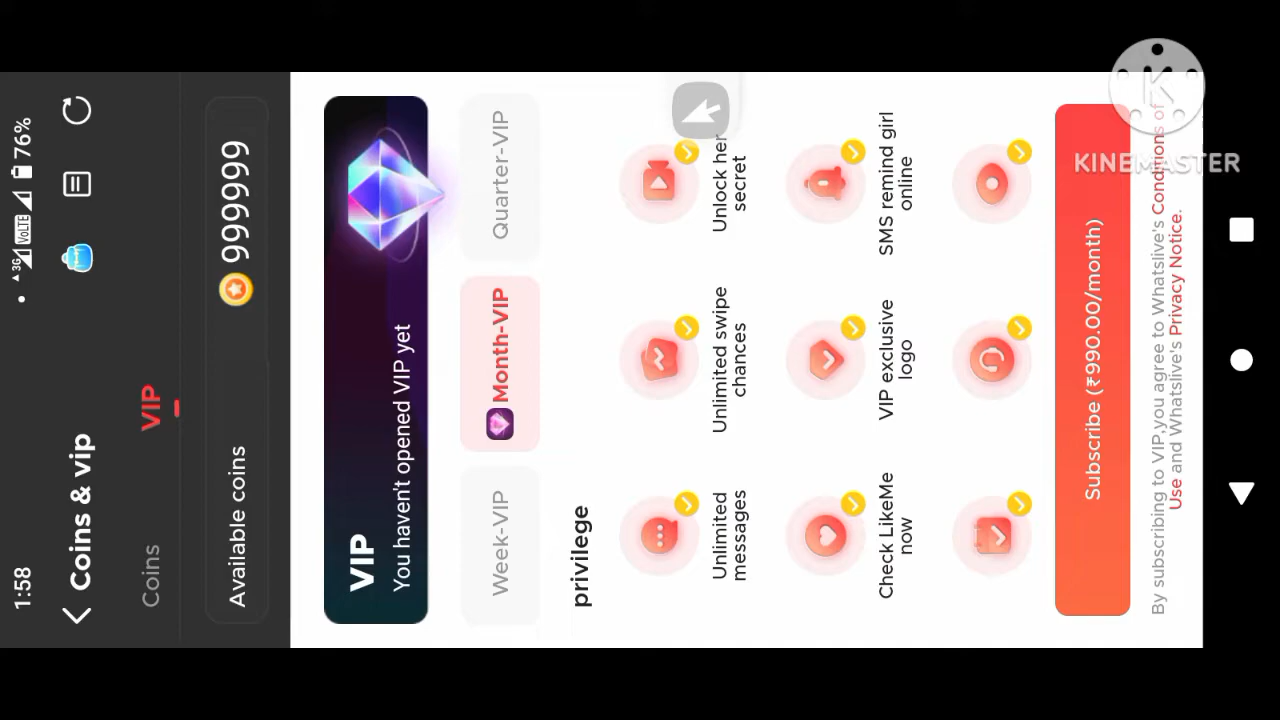 1:58
3G VoLTE 76%
Coins & vip
Coins VIP
Available coins 999999
VIP
You haven't opened VIP yet
Week-VIP Month-VIP Quarter-VIP
privilege
Unlimited messages
Unlimited swipe chances
Unlock her secret
Check LikeMe now
VIP exclusive logo
SMS remind girl online
Subscribe (₹990.00/month)
By subscribing to VIP,you agree to Whatslive's Conditions of
Use and Whatslive's Privacy Notice.
K
KINEMASTER